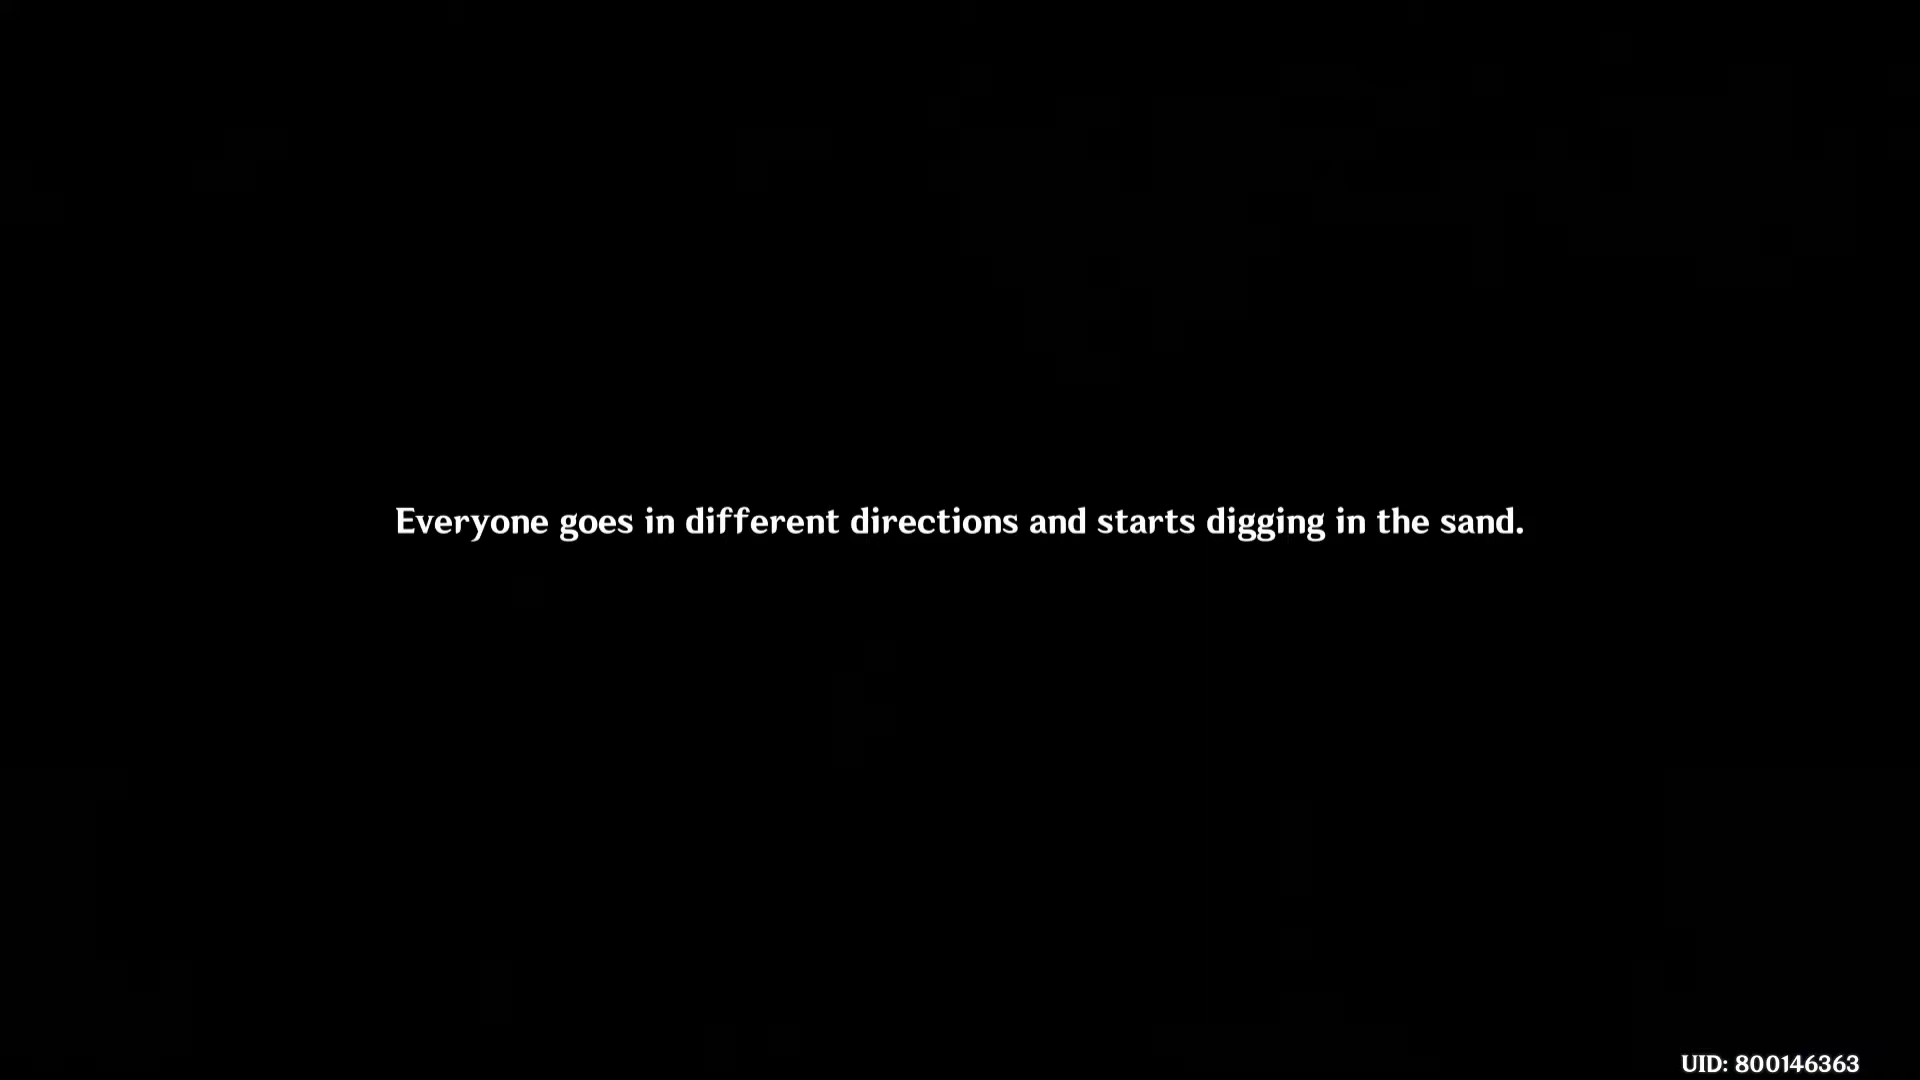 Everyone goes in different directions and starts digging in the sand.
UID: 800146363